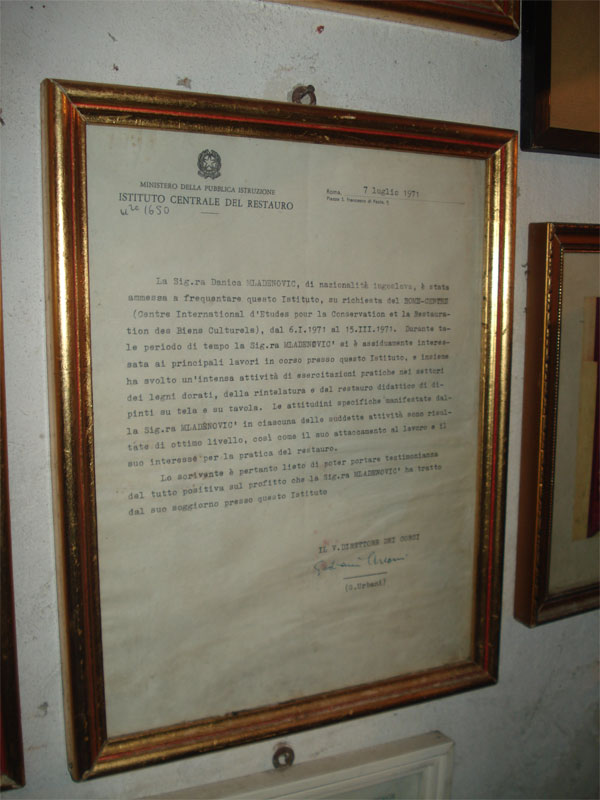 MINISTERO DELLA PUBBLICA ISTRUZIONE
ISTITUTO CENTRALE DEL RESTAURO
1650
Roma, 7 luglio 1971
Piazza S. Francesco di Paola, 9
La Sig.ra Danica MLADENOVIC, di nazionalità iugoslava, è stata
ammessa a frequentare questo Istituto, su richiesta del ROME-CENTRE
(Centre International d'Etudes pour la Conservation et la Restaura-
tion des Biens Culturels), dal 6.I.1971 al 15.III.1971. Durante ta-
le periodo di tempo la Sig.ra MLADENOVIC' si è assiduamente interes-
sata ai principali lavori in corso presso questo Istituto, e insieme
ha svolto un'intensa attività di esercitazioni pratiche nei settori
dei legni dorati, della rintelatura e del restauro didattico di di-
pinti su tela e su tavola. Le attitudini specifiche manifestate dal-
la Sig.ra MLADENOVIC' in ciascuna delle suddette attività sono risul-
tate di ottimo livello, così come il suo attaccamento al lavoro e il
suo interesse per la pratica del restauro.
Lo scrivente è pertanto lieto di poter portare testimonianza
del tutto positiva sul profitto che la Sig.ra MLADENOVIC' ha tratto
dal suo soggiorno presso questo Istituto
IL V.DIRETTORE DEI CORSI
(G.Urbani)